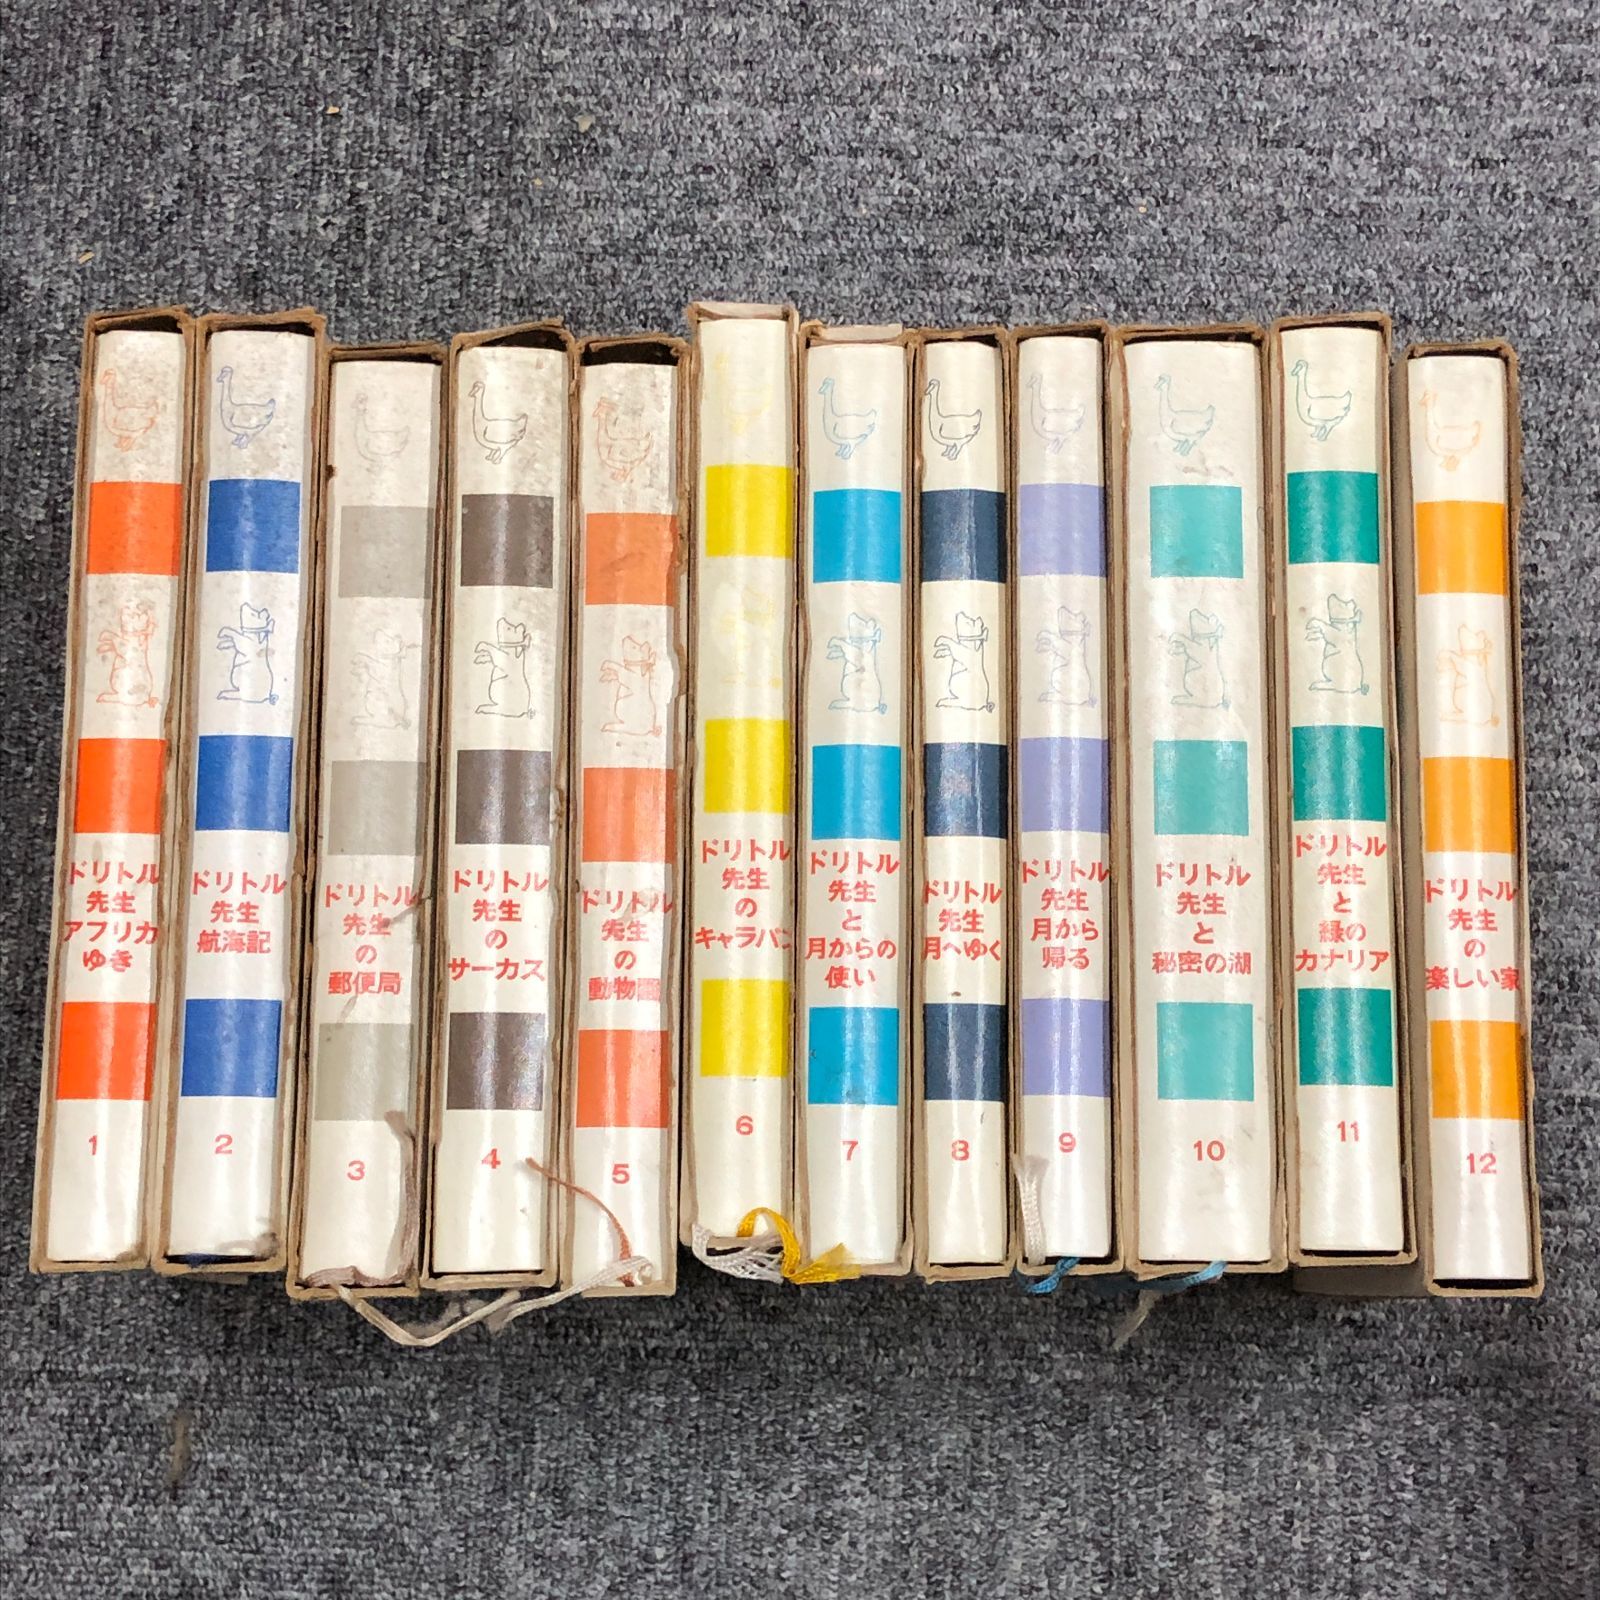 ドリトル
先生
アフリカ
ゆき
1
ドリトル
先生
航海記
2
ドリトル
先生
の
郵便局
3
ドリトル
先生
の
サーカス
4
ドリトル
先生
の
動物園
5
ドリトル
先生
の
キャラバン
6
ドリトル
先生
と
月からの
使い
7
ドリトル
先生
月へゆく
8
ドリトル
先生
月から
帰る
9
ドリトル
先生
と
秘密の湖
10
ドリトル
先生
と
緑の
カナリア
11
ドリトル
先生
の
楽しい家
12